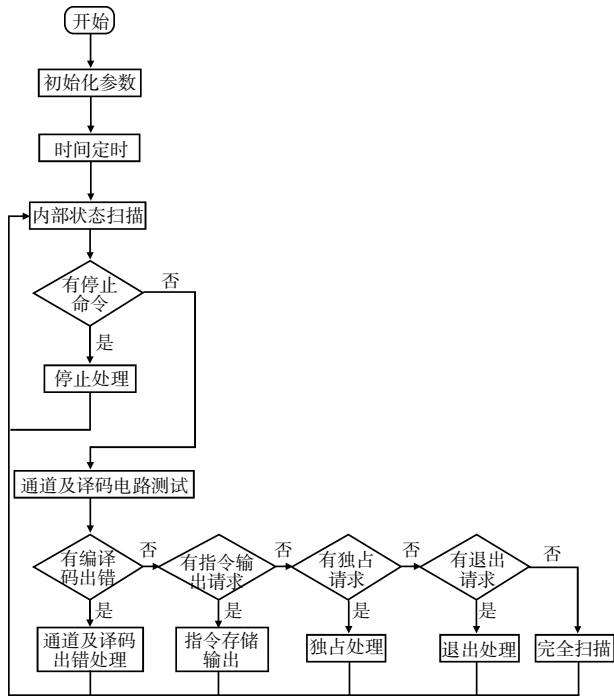 开始
初始化参数
时间定时
内部状态扫描
有停止
命令
否
是
停止处理
通道及译码电路测试
有编译
码出错
否
有指令输
出请求
否
有独占
请求
否
有退出
请求
否
是
是
是
是
通道及译码
出错处理
指令存储
输出
独占处理
退出处理
完全扫描